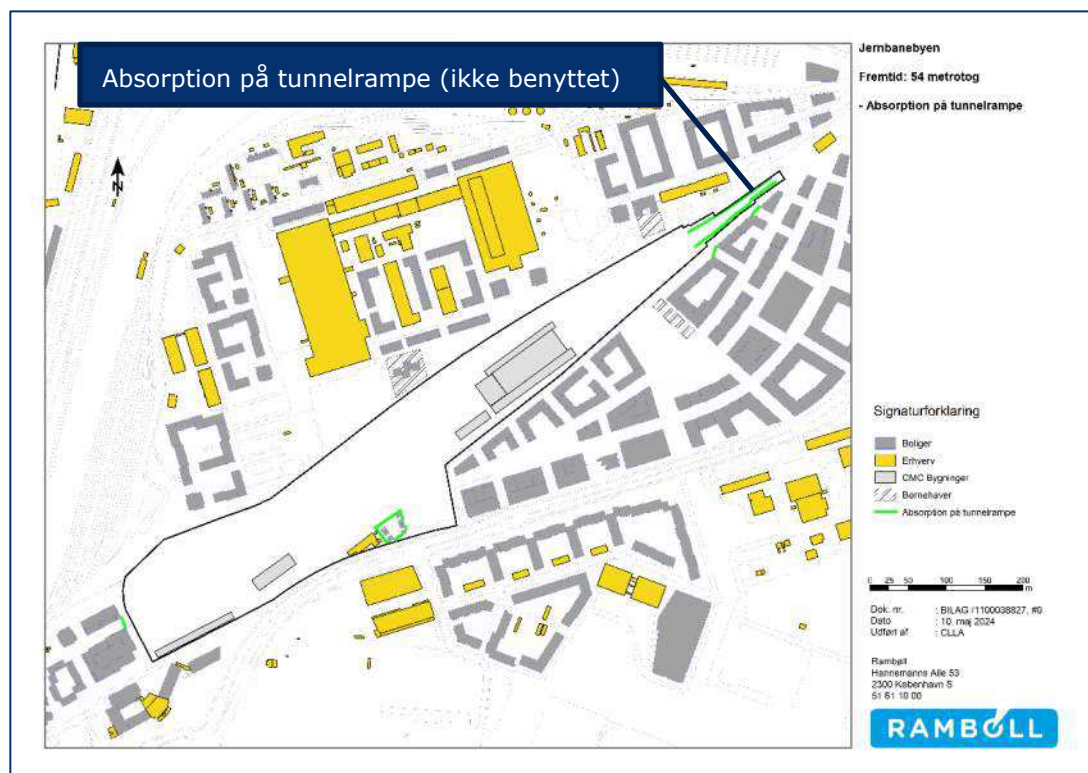 Absorption på tunnelrampe (ikke benyttet)
Jernbanebyen
Fremtid: 54 metrotog
- Absorption på tunnelrampe
N
Signaturforklaring
Boliger
Erhverv
CMC Bygninger
Børnehaver
Absorption på tunnelrampe
0 25 50 100 150 200
m
Dok. nr. : BILAG /1100038827, #9
Dato : 10. maj 2024
Udført af : CLLA
Rambøll
Hannemanns Alle 53
2300 København S
51 61 10 00
RAMBOLL